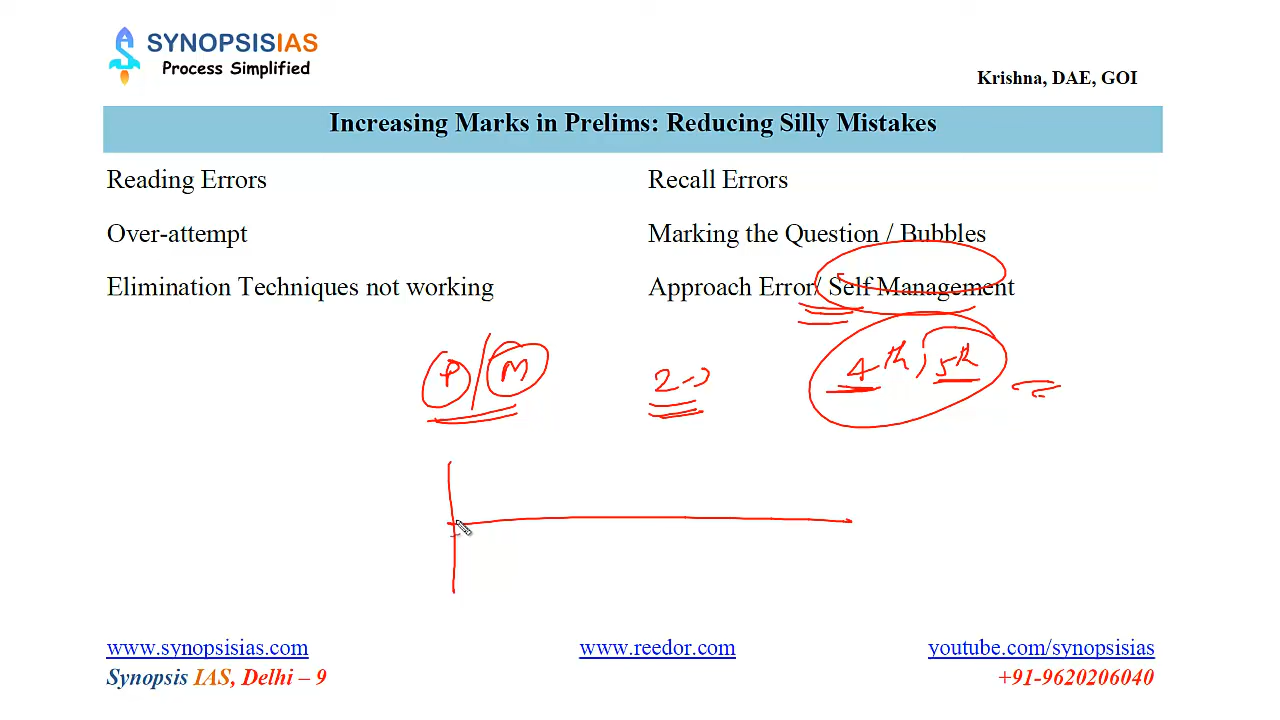 SYNOPSISIAS
Process Simplified
Krishna, DAE, GOI
Increasing Marks in Prelims: Reducing Silly Mistakes
Reading Errors
Recall Errors
Over-attempt
Marking the Question / Bubbles
Elimination Techniques not working
Approach Error/ Self Management
P/M
2
4th, 5th
www.synopsisias.com
www.reedor.com
youtube.com/synopsisias
Synopsis IAS, Delhi – 9
+91-9620206040